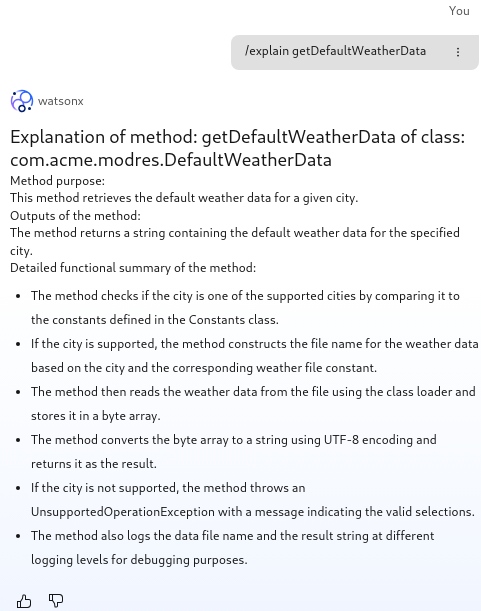 You
/explain getDefaultWeatherData
watsonx
Explanation of method: getDefaultWeatherData of class:
com.acme.modres.DefaultWeatherData
Method purpose:
This method retrieves the default weather data for a given city.
Outputs of the method:
The method returns a string containing the default weather data for the specified
city.
Detailed functional summary of the method:
• The method checks if the city is one of the supported cities by comparing it to
the constants defined in the Constants class.
• If the city is supported, the method constructs the file name for the weather data
based on the city and the corresponding weather file constant.
• The method then reads the weather data from the file using the class loader and
stores it in a byte array.
• The method converts the byte array to a string using UTF-8 encoding and
returns it as the result.
• If the city is not supported, the method throws an
UnsupportedOperationException with a message indicating the valid selections.
• The method also logs the data file name and the result string at different
logging levels for debugging purposes.